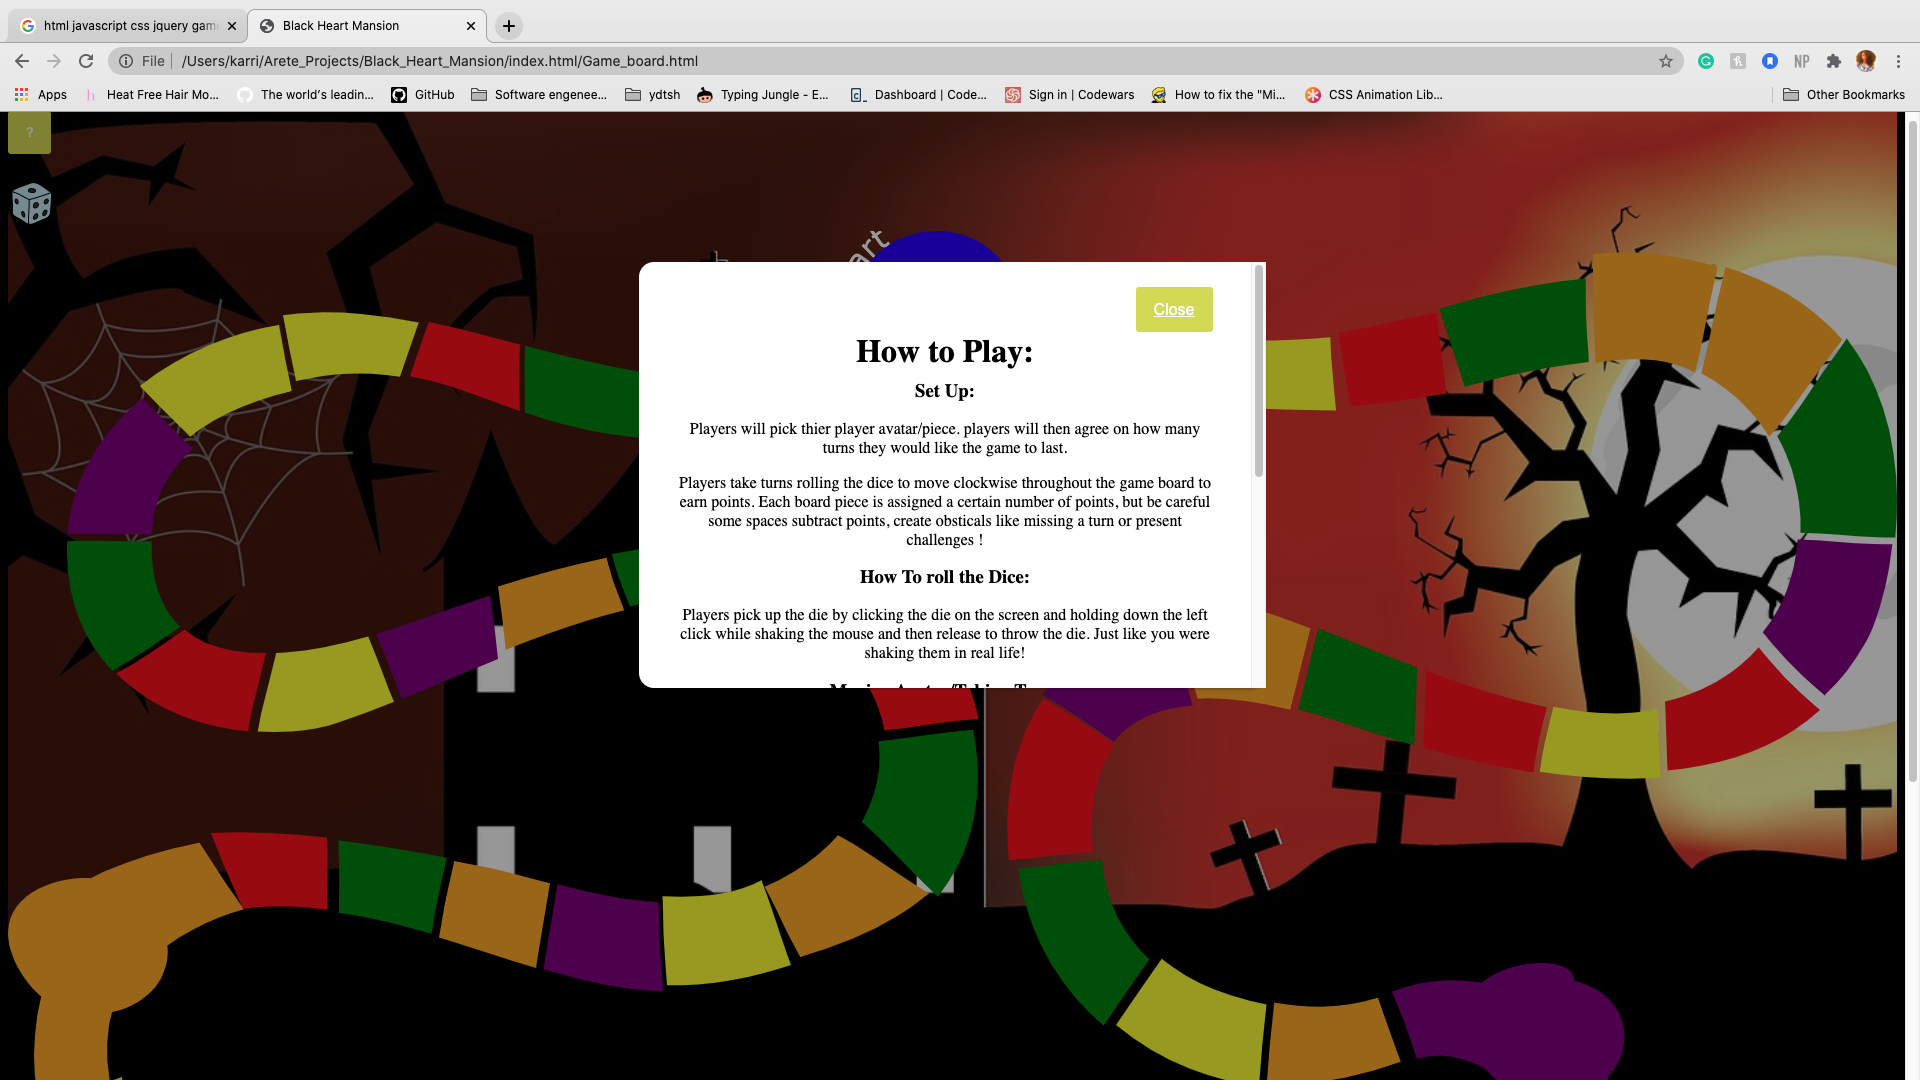 html javascript css jquery gam
Black Heart Mansion
File
/Users/karri/Arete_Projects/Black_Heart_Mansion/index.html/Game_board.html
NP
Apps
Heat Free Hair Mo...
The world's leadin...
GitHub
Software engenee...
ydtsh
Typing Jungle - E...
Dashboard | Code...
Sign in | Codewars
How to fix the "Mi...
CSS Animation Lib...
Other Bookmarks
?
art
Close
How to Play:
Set Up:
Players will pick thier player avatar/piece. players will then agree on how many
turns they would like the game to last.
Players take turns rolling the dice to move clockwise throughout the game board to
earn points. Each board piece is assigned a certain number of points, but be careful
some spaces subtract points, create obsticals like missing a turn or present
challenges !
How To roll the Dice:
Players pick up the die by clicking the die on the screen and holding down the left
click while shaking the mouse and then release to throw the die. Just like you were
shaking them in real life!